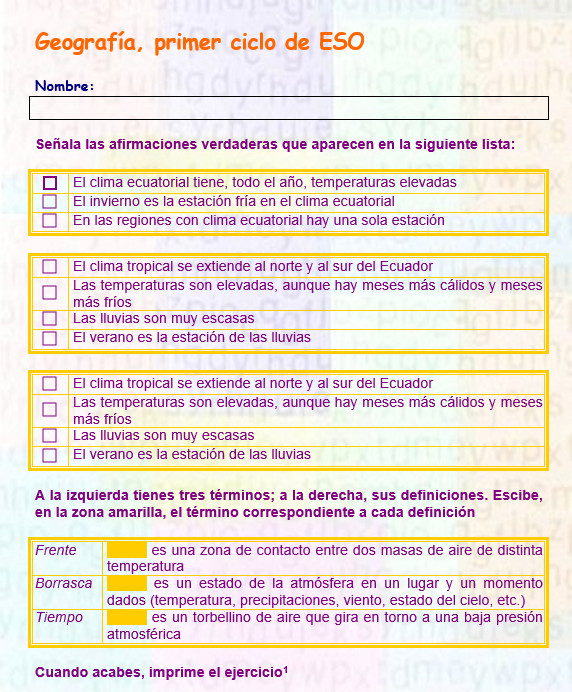 Geografía, primer ciclo de ESO
Nombre:
Señala las afirmaciones verdaderas que aparecen en la siguiente lista:
El clima ecuatorial tiene, todo el año, temperaturas elevadas
El invierno es la estación fría en el clima ecuatorial
En las regiones con clima ecuatorial hay una sola estación
El clima tropical se extiende al norte y al sur del Ecuador
Las temperaturas son elevadas, aunque hay meses más cálidos y meses
más fríos
Las lluvias son muy escasas
El verano es la estación de las lluvias
El clima tropical se extiende al norte y al sur del Ecuador
Las temperaturas son elevadas, aunque hay meses más cálidos y meses
más fríos
Las lluvias son muy escasas
El verano es la estación de las lluvias
A la izquierda tienes tres términos; a la derecha, sus definiciones. Escibe,
en la zona amarilla, el término correspondiente a cada definición
Frente es una zona de contacto entre dos masas de aire de distinta
temperatura
Borrasca es un estado de la atmósfera en un lugar y un momento
dados (temperatura, precipitaciones, viento, estado del cielo, etc.)
Tiempo es un torbellino de aire que gira en torno a una baja presión
atmosférica
Cuando acabes, imprime el ejercicio¹